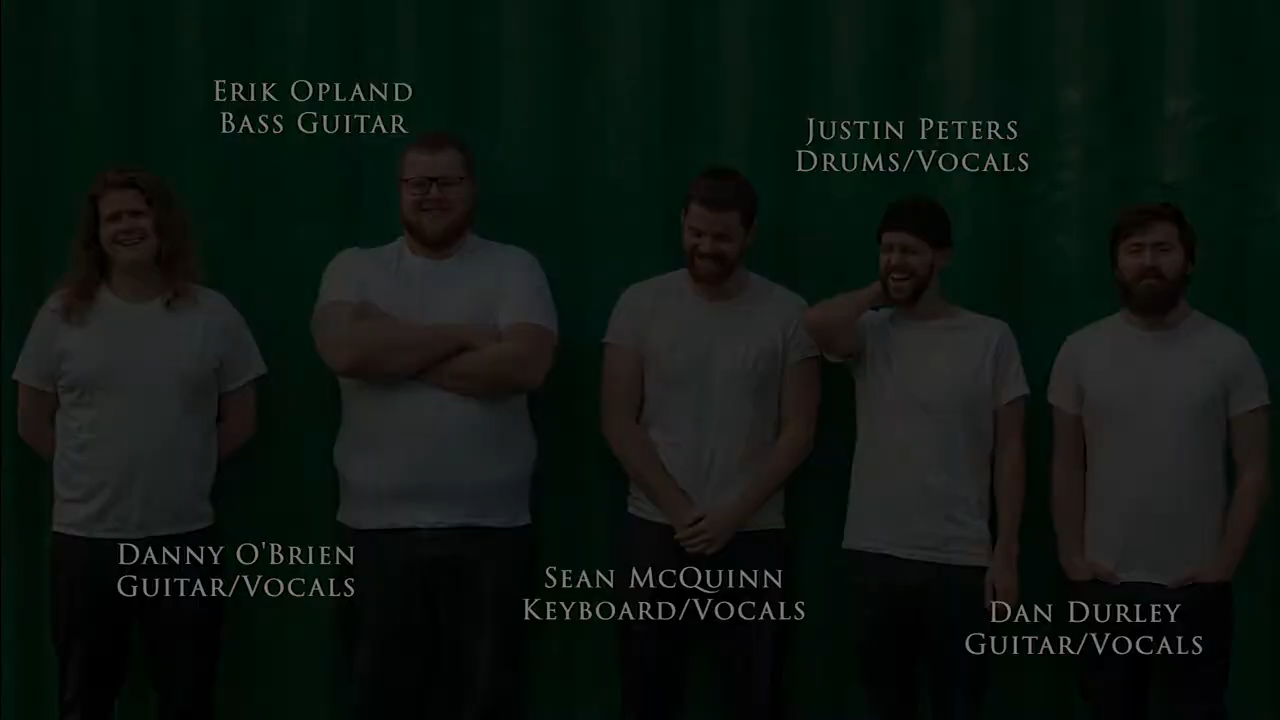 Erik Opland
Bass Guitar
Justin Peters
Drums/Vocals
Danny O'Brien
Guitar/Vocals
Sean McQuinn
Keyboard/Vocals
Dan Durley
Guitar/Vocals